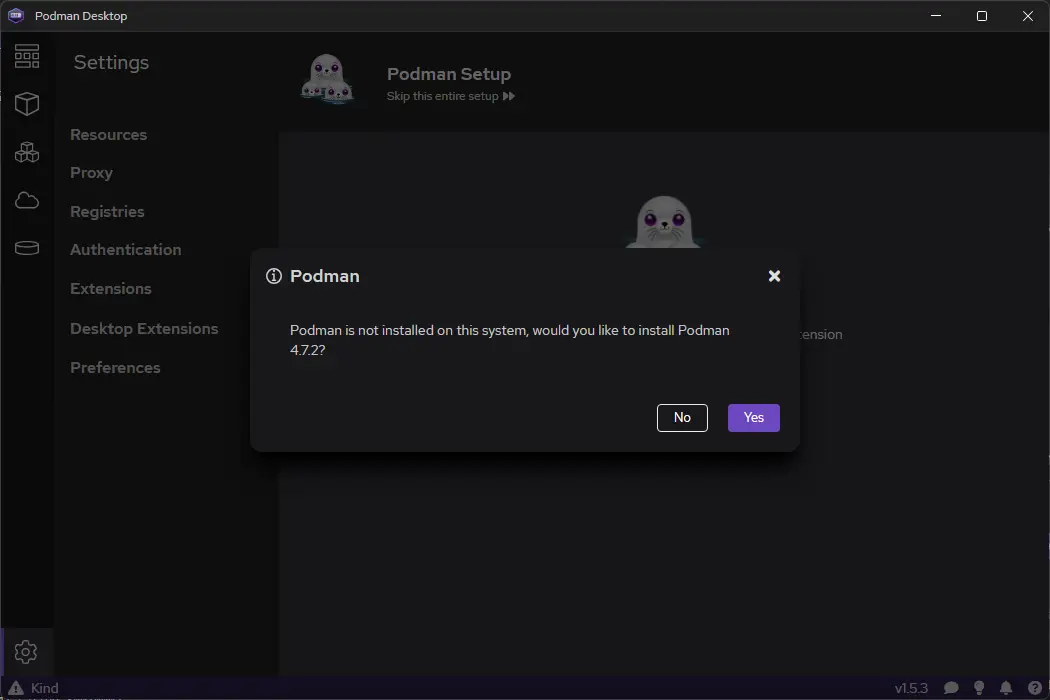 Podman Desktop
Settings
Resources
Proxy
Registries
Authentication
Extensions
Desktop Extensions
Preferences
Podman Setup
Skip this entire setup
Podman
Podman is not installed on this system, would you like to install Podman
4.7.2?
tension
No
Yes
Kind
v1.5.3